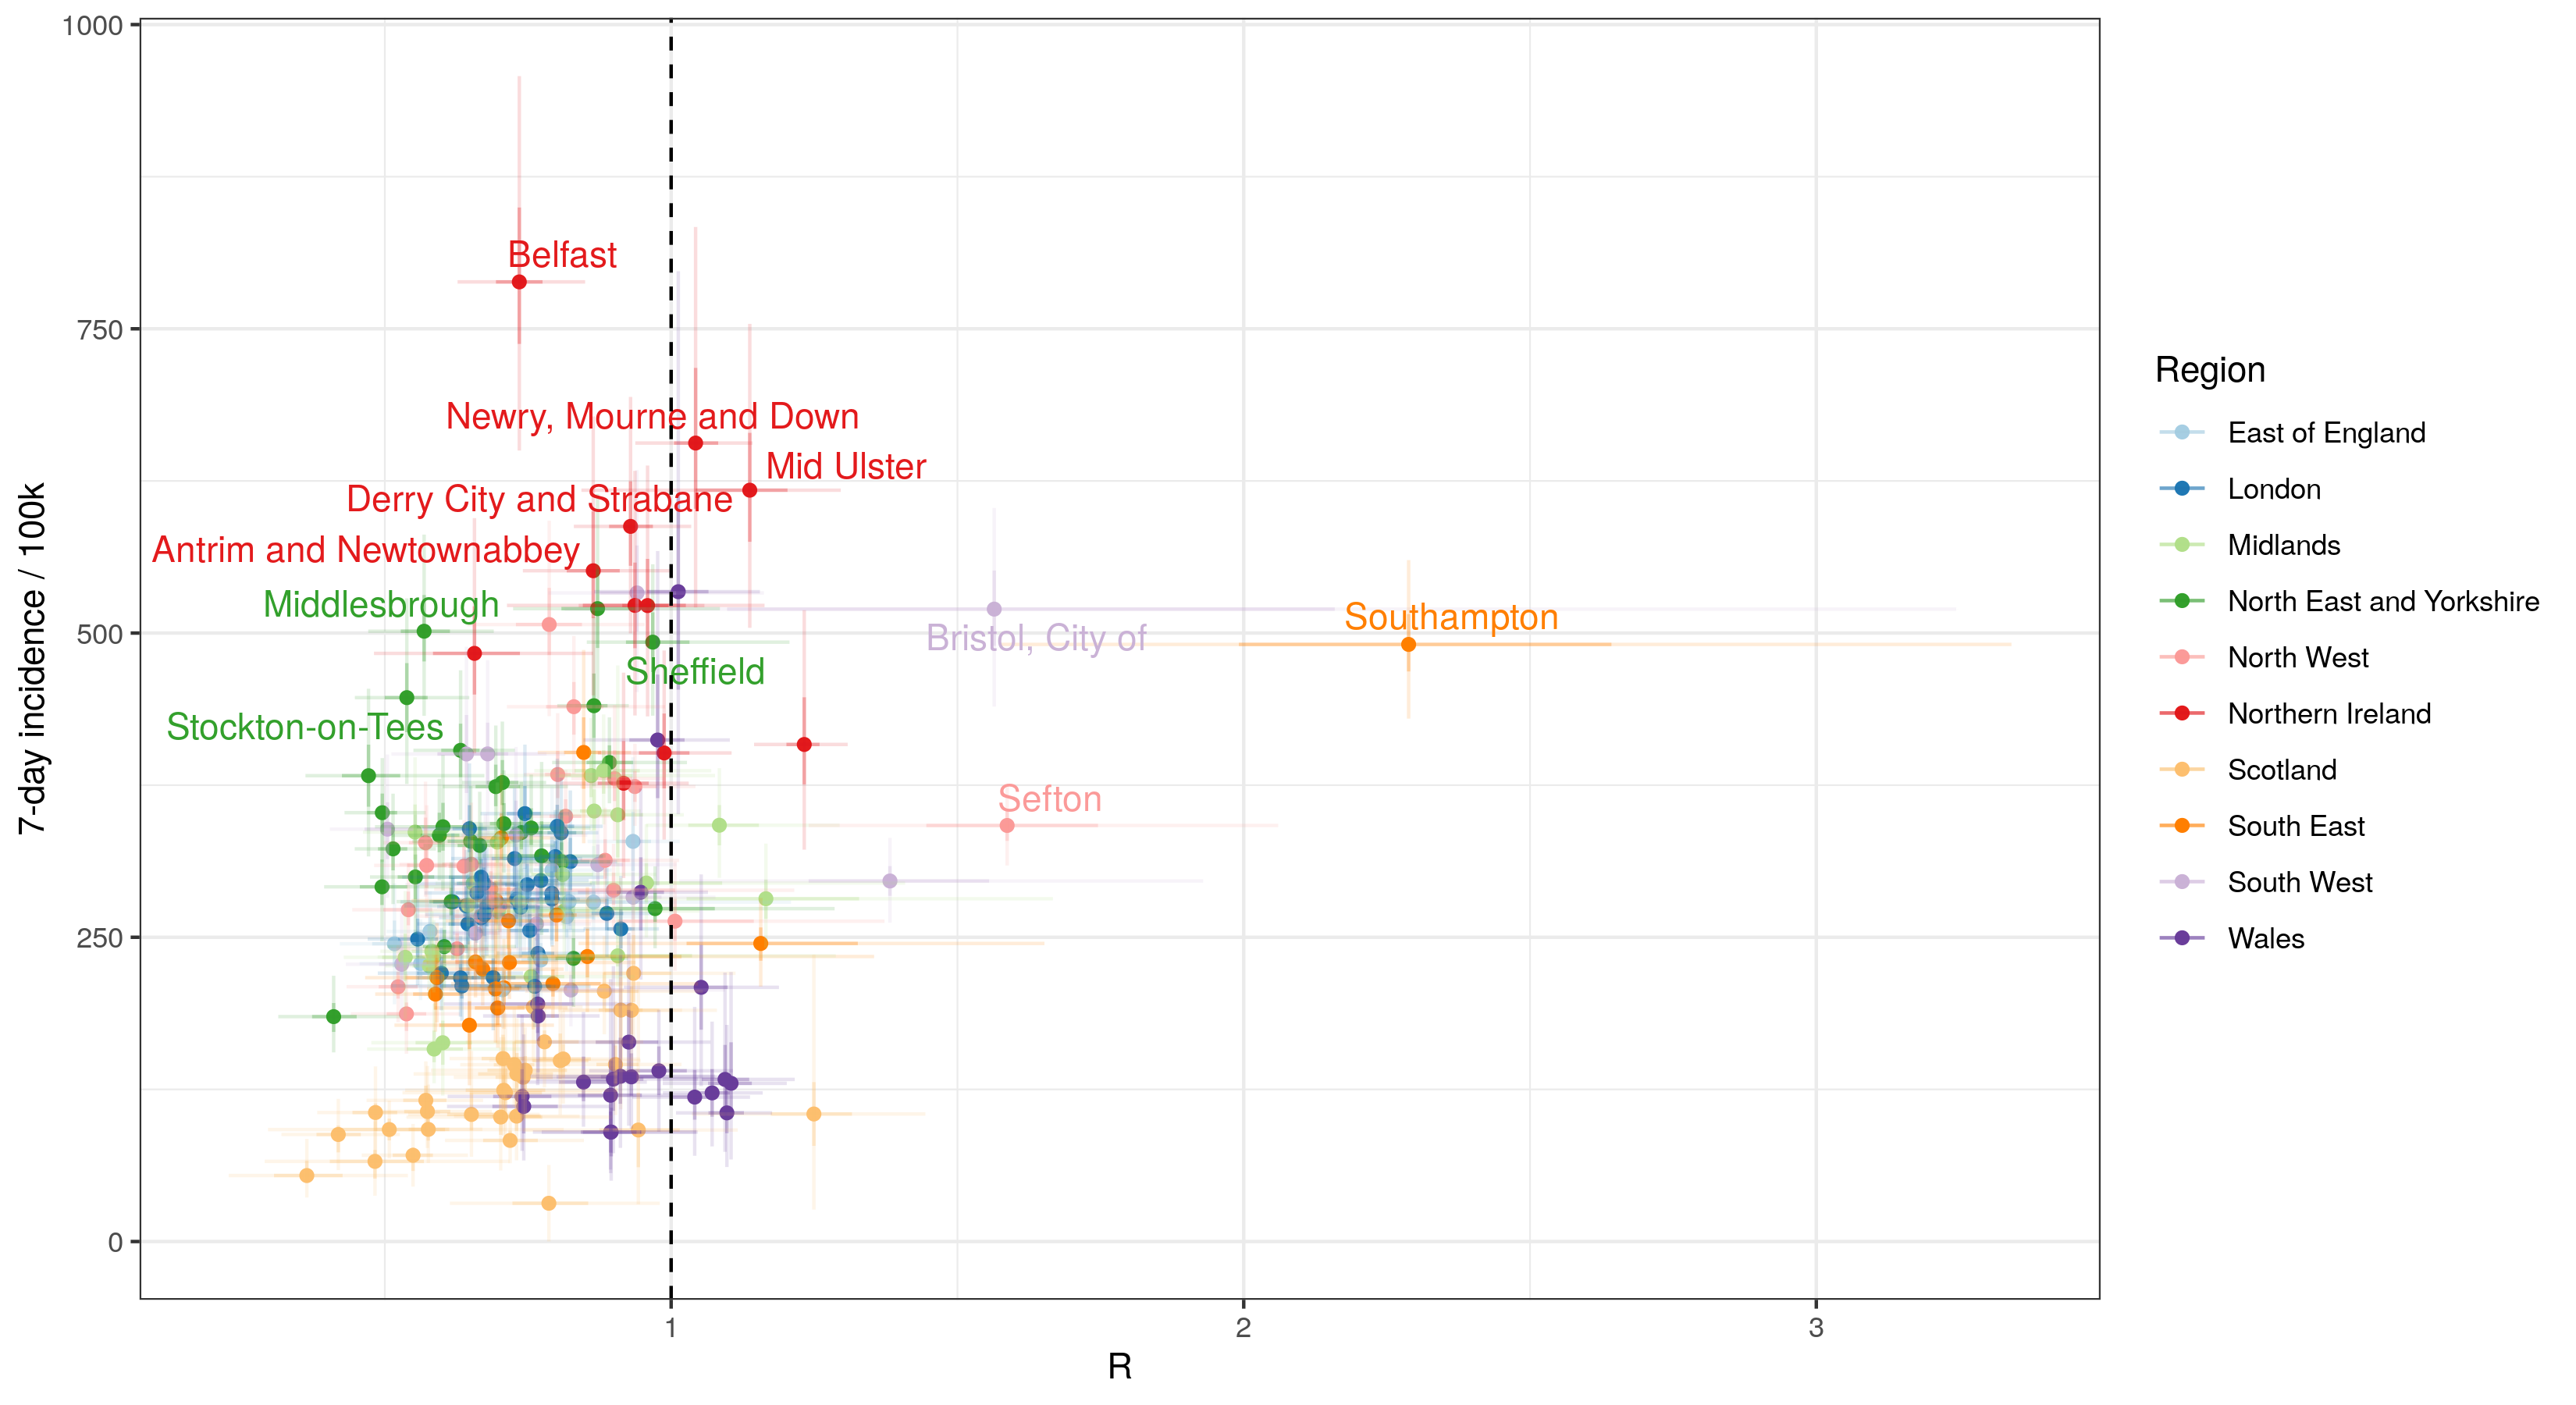 1000
750
500
250
0
7-day incidence / 100k
Belfast
Newry, Mourne and Down
Mid Ulster
Derry City and Strabane
Antrim and Newtownabbey
Middlesbrough
Southampton
Bristol, City of
Sheffield
Stockton-on-Tees
Sefton
1
2
3
R
Region
East of England
London
Midlands
North East and Yorkshire
North West
Northern Ireland
Scotland
South East
South West
Wales